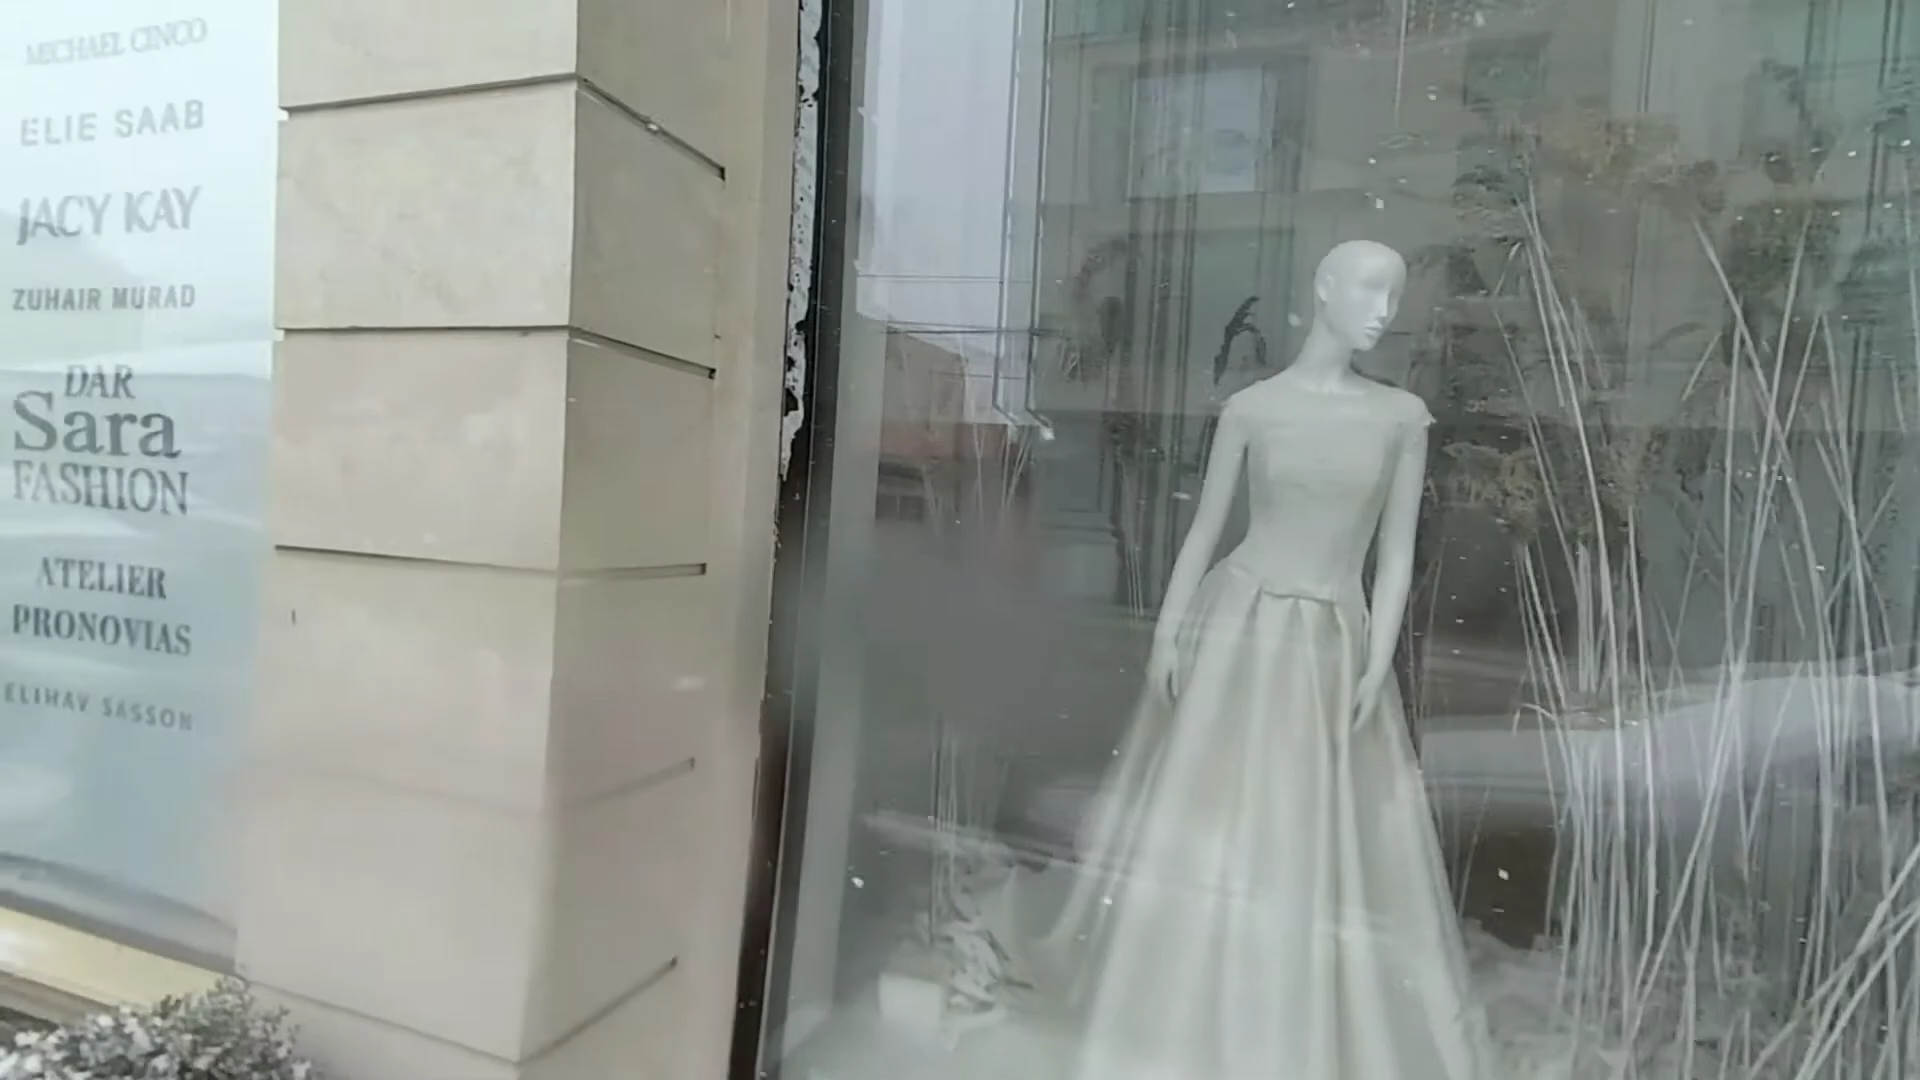 MICHAEL CINCO
ELIE SAAB
JACY KAY
ZUHAIR MURAD
DAR
Sara
FASHION
ATELIER
PRONOVIAS
ELIHAV SASSON